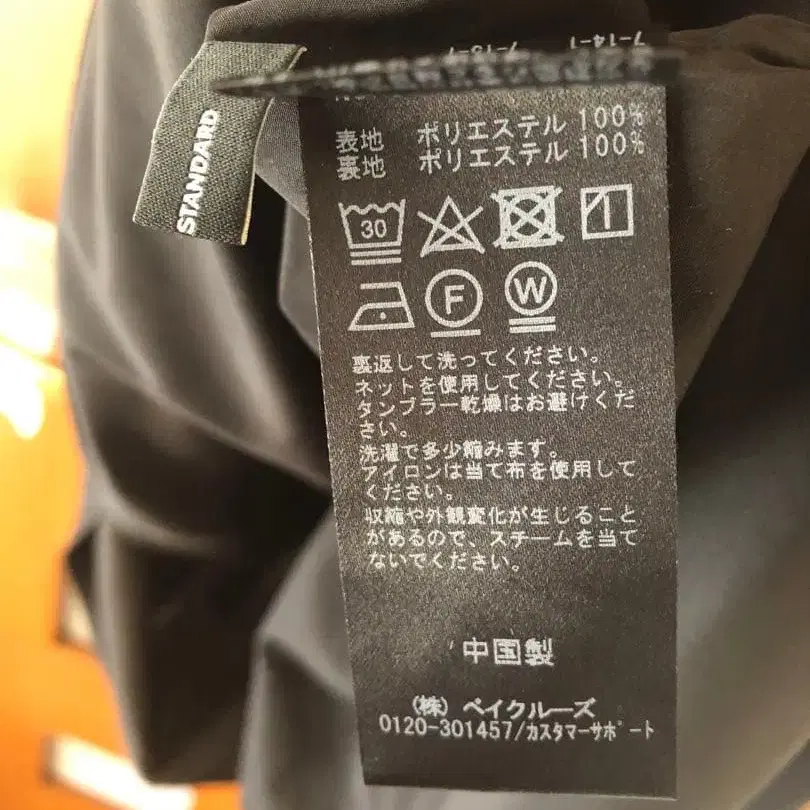 STANDARD
表地 ポリエステル 100%
裏地 ポリエステル 100%
30
F
W
裏返して洗ってください。
ネットを使用してください。
タンブラー乾燥はお避けくだ
さい。
洗濯で多少縮みます。
アイロンは当て布を使用して
ください。
収縮や外観変化が生じること
があるので、スチームを当て
ないでください。
中国製
(株) ベイクルーズ
0120-301457/カスタマーサポート